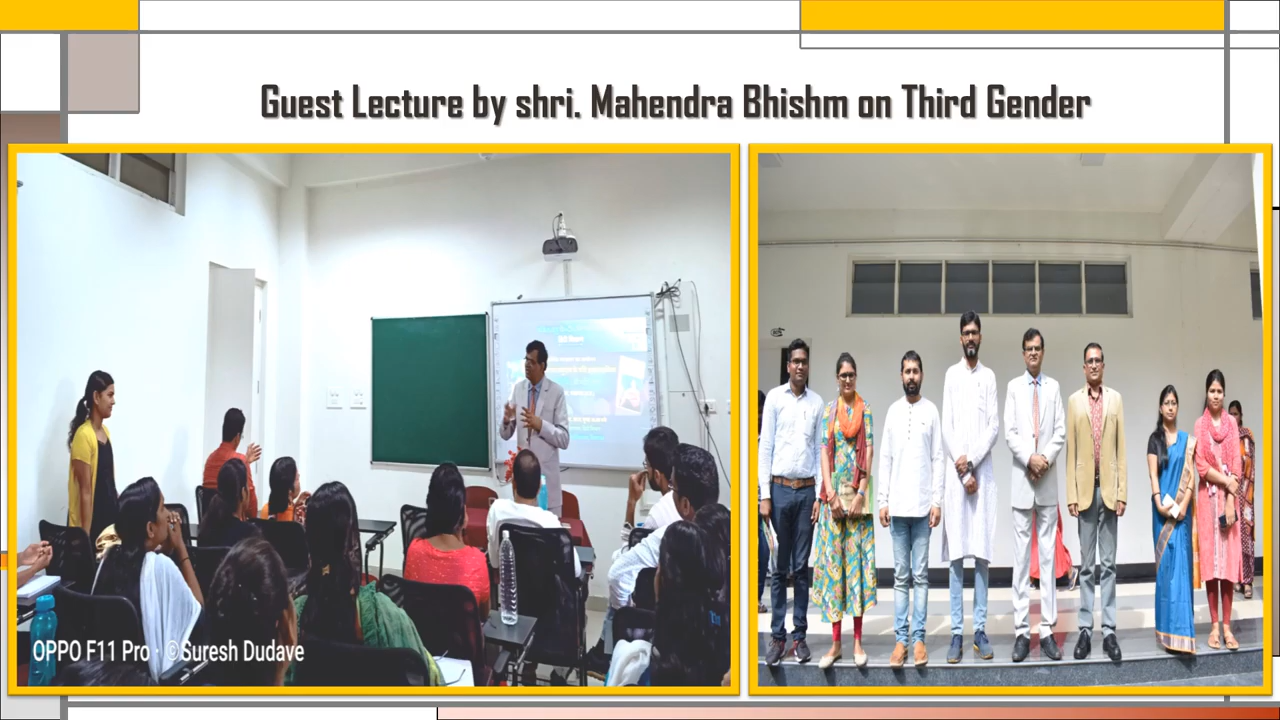 Guest Lecture by shri. Mahendra Bhishm on Third Gender
हिंदी विभाग
OPPO F11 Pro · ©Suresh Dudave